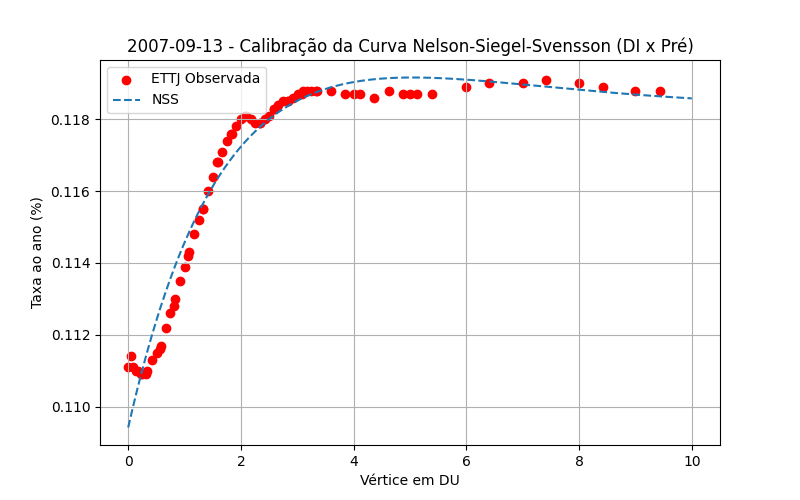 2007-09-13 - Calibração da Curva Nelson-Siegel-Svensson (DI x Pré)
ETTJ Observada
NSS
Taxa ao ano (%)
0.118
0.116
0.114
0.112
0.110
0 2 4 6 8 10
Vértice em DU